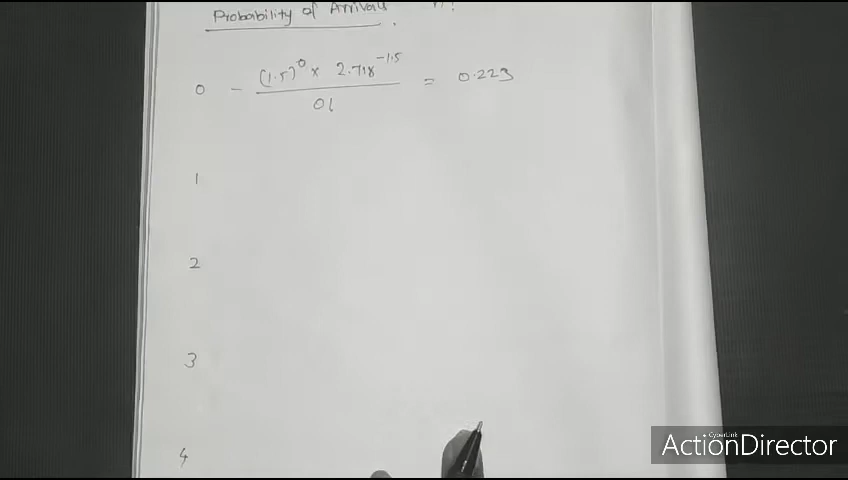 Probability of Arrivals n!
0 - (1.5)^0 × 2.718^-1.5 / 0! = 0.223
1
2
3
4
CyberLink
ActionDirector